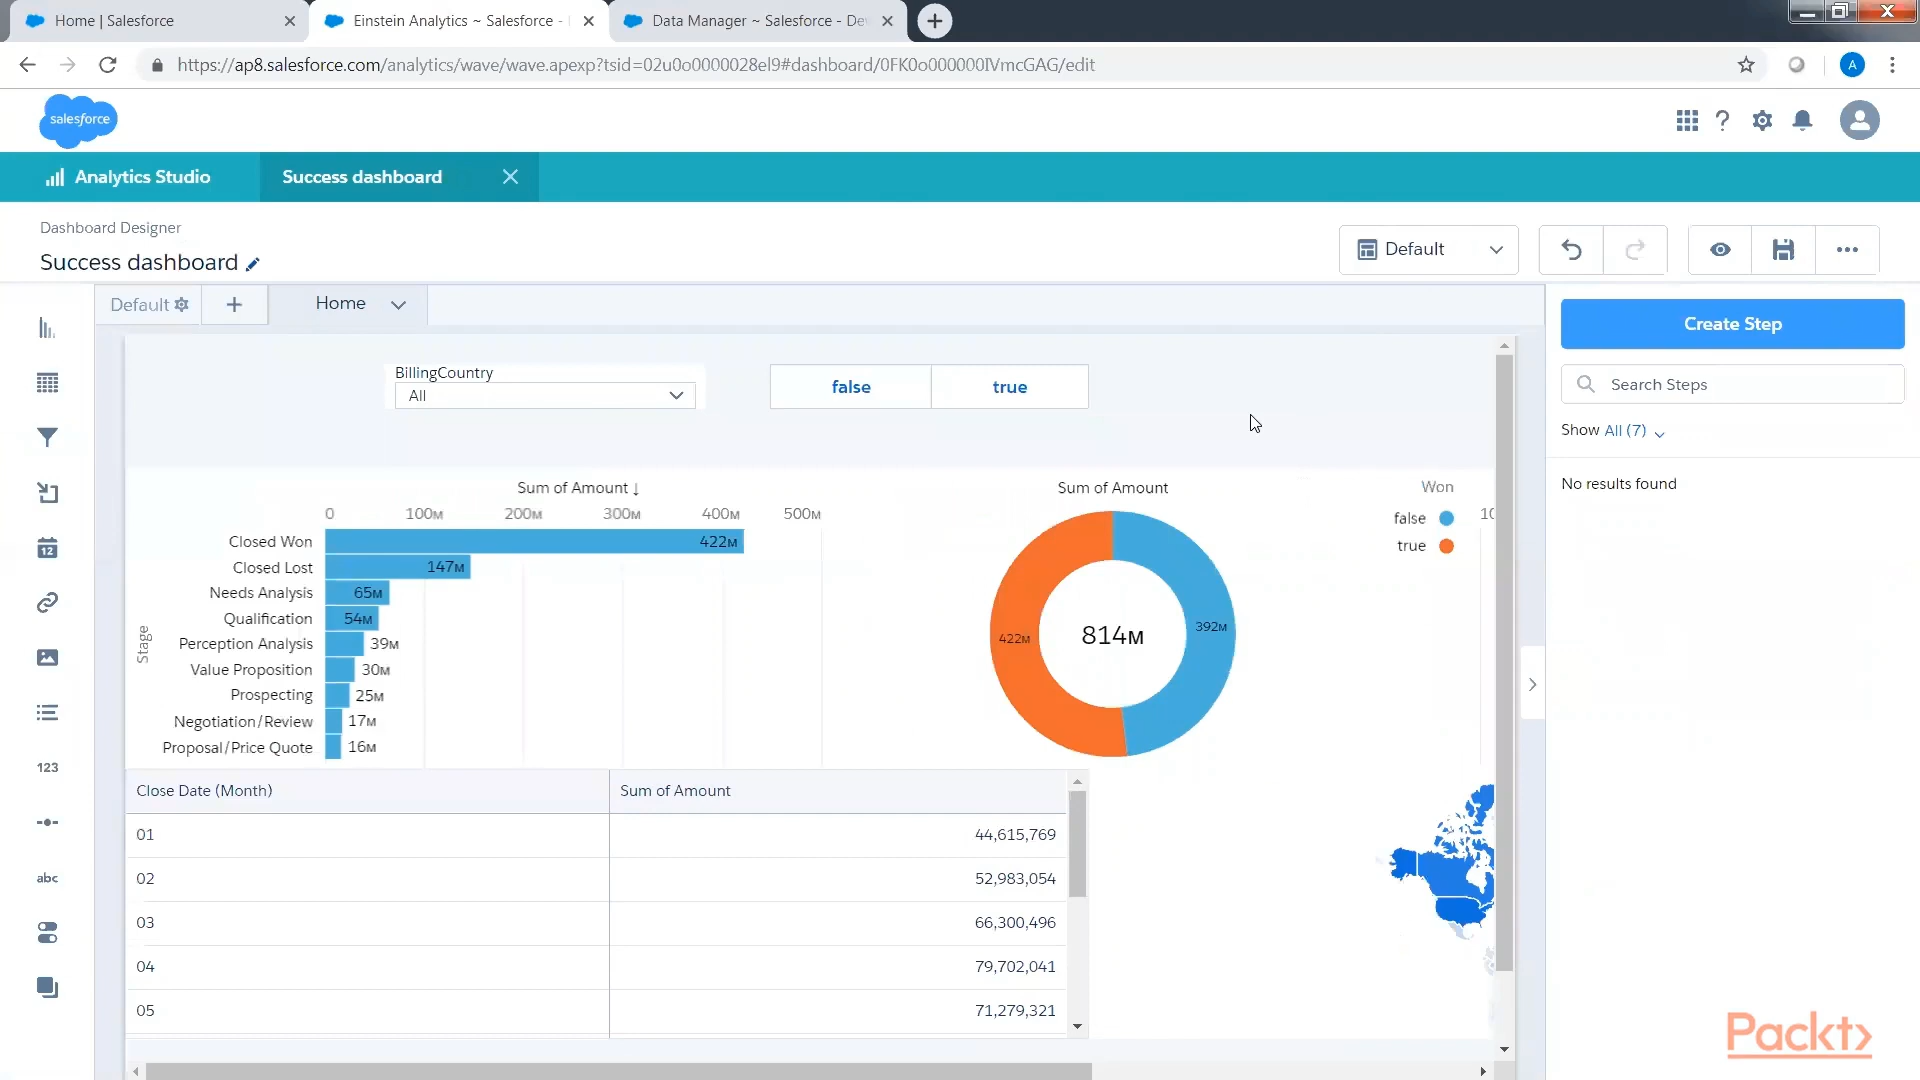 Home | Salesforce
Einstein Analytics ~ Salesforce -
Data Manager ~ Salesforce - De
https://ap8.salesforce.com/analytics/wave/wave.apexp?tsid=02u0o0000028el9#dashboard/0FK0o000000IVmcGAG/edit
A
salesforce
Analytics Studio
Success dashboard
Dashboard Designer
Success dashboard
Default
Default
Home
Create Step
BillingCountry
All
false
true
Search Steps
Show All (7)
No results found
Sum of Amount ↓
0 100M 200M 300M 400M 500M
Stage
Closed Won 422M
Closed Lost 147M
Needs Analysis 65M
Qualification 54M
Perception Analysis 39M
Value Proposition 30M
Prospecting 25M
Negotiation/Review 17M
Proposal/Price Quote 16M
Sum of Amount
422M
814M
392M
Won
false
true
Close Date (Month) Sum of Amount
01 44,615,769
02 52,983,054
03 66,300,496
04 79,702,041
05 71,279,321
12
123
abc
Packt>